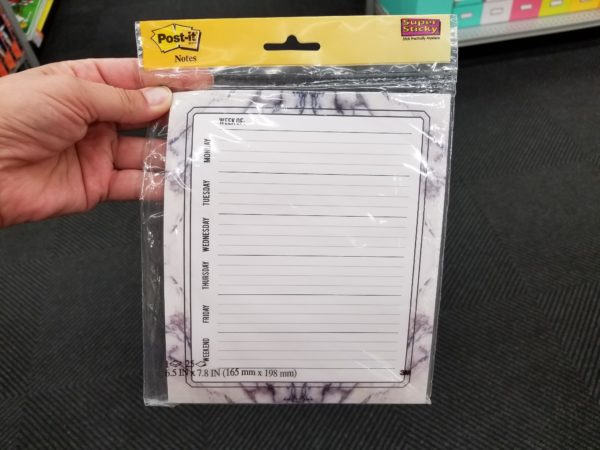 Post-it
Notes
Super
Sticky
WEEK OF:
MONDAY
TUESDAY
WEDNESDAY
THURSDAY
FRIDAY
WEEKEND
25
6.5 IN x 7.8 IN (165 mm x 198 mm)
3M